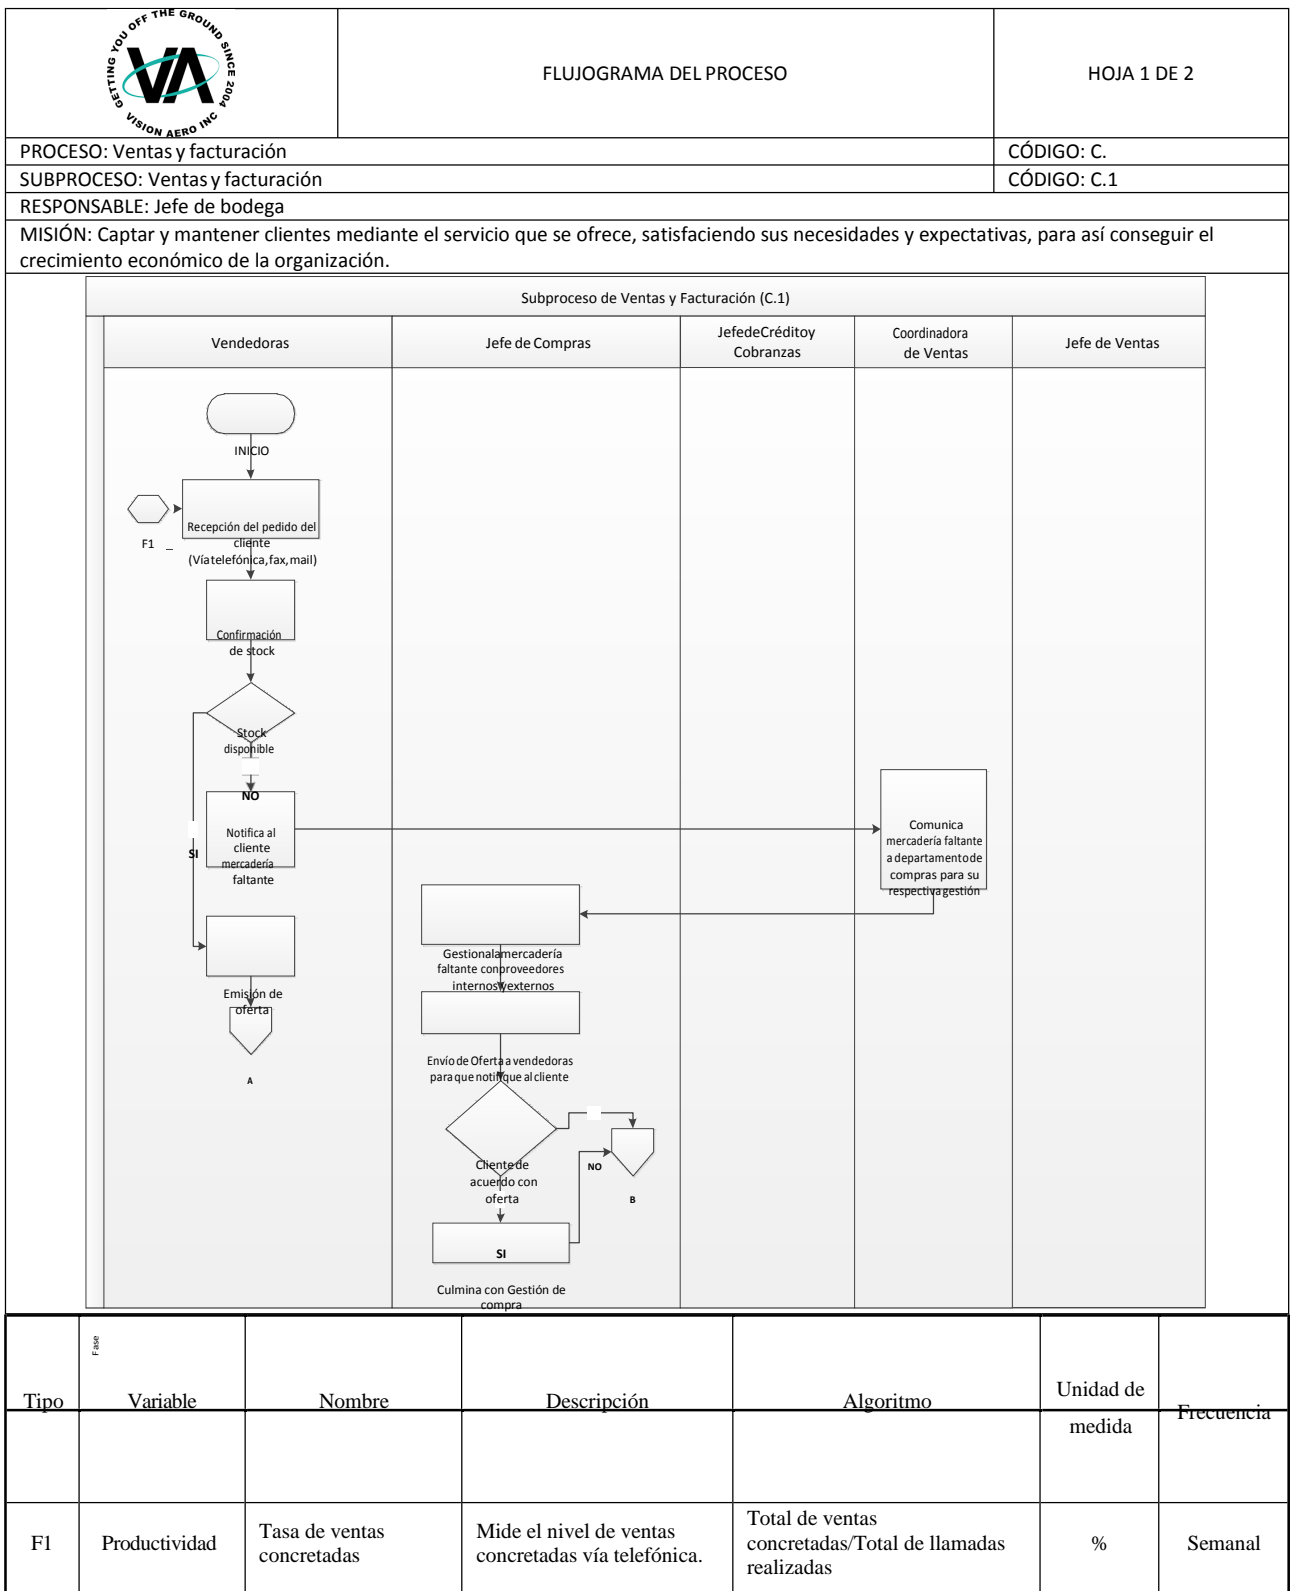 GETTING YOU OFF THE GROUND SINCE 2004
VA
VISION AERO INC
FLUJOGRAMA DEL PROCESO
HOJA 1 DE 2
PROCESO: Ventas y facturación
CÓDIGO: C.
SUBPROCESO: Ventas y facturación
CÓDIGO: C.1
RESPONSABLE: Jefe de bodega
MISIÓN: Captar y mantener clientes mediante el servicio que se ofrece, satisfaciendo sus necesidades y expectativas, para así conseguir el
crecimiento económico de la organización.
Subproceso de Ventas y Facturación (C.1)
Vendedoras
Jefe de Compras
JefedeCréditoy
Cobranzas
Coordinadora
de Ventas
Jefe de Ventas
INICIO
F1 _
Recepción del pedido del
cliente
(Víatelefónica,fax,mail)
Confirmación
de stock
Stock
disponible
NO
SI
Notifica al
cliente
mercadería
faltante
Comunica
mercadería faltante
a departamentode
compras para su
respectivagestión
Gestionalamercadería
faltante conproveedores
internosyexternos
Emisión de
oferta
A
Envío de Oferta a vendedoras
para que notifique al cliente
Cliente de
acuerdo con
oferta
NO
B
SI
Culmina con Gestión de
compra
Fase
Tipo
Variable
Nombre
Descripción
Algoritmo
Unidad de
medida
Frecuencia
F1
Productividad
Tasa de ventas
concretadas
Mide el nivel de ventas
concretadas vía telefónica.
Total de ventas
concretadas/Total de llamadas
realizadas
%
Semanal